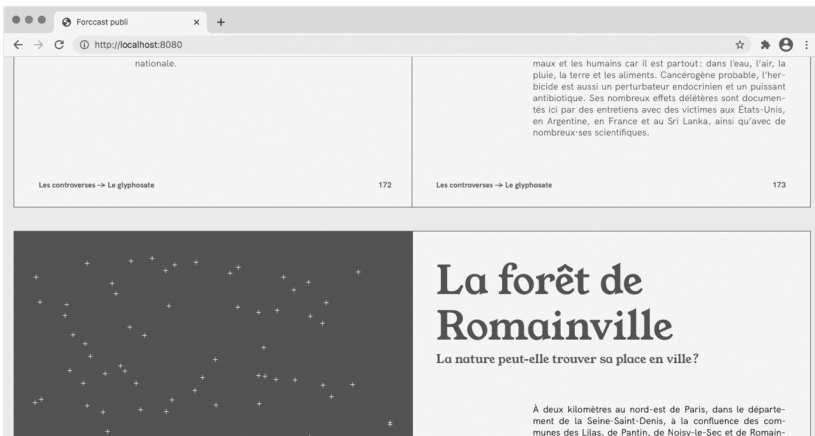 Forccast publi
http://localhost:8080
nationale.
maux et les humains car il est partout : dans l'eau, l'air, la
pluie, la terre et les aliments. Cancérogène probable, l'her-
bicide est aussi un perturbateur endocrinien et un puissant
antibiotique. Ses nombreux effets délétères sont documen-
tés ici par des entretiens avec des victimes aux États-Unis,
en Argentine, en France et au Sri Lanka, ainsi qu'avec de
nombreux·ses scientifiques.
Les controverses → Le glyphosate 172
Les controverses → Le glyphosate 173
La forêt de
Romainville
La nature peut-elle trouver sa place en ville ?
À deux kilomètres au nord-est de Paris, dans le départe-
ment de la Seine-Saint-Denis, à la confluence des com-
munes des Lilas, de Pantin, de Noisy-le-Sec et de Romain-